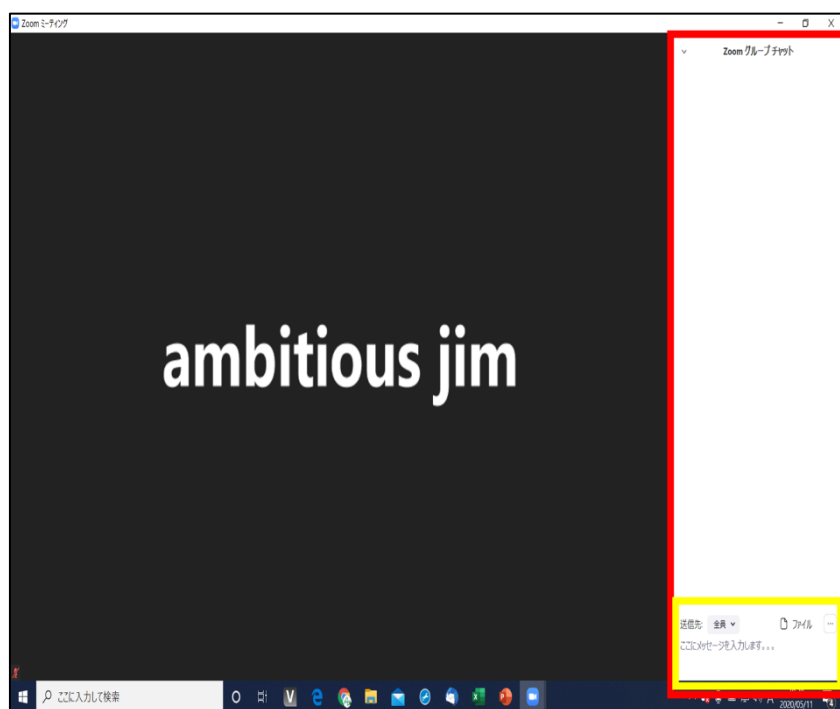 Zoom ミーティング
Zoom グループ チャット
ambitious jim
送信先: 全員 ファイル ...
ここにメッセージを入力します...
ここに入力して検索
2020/05/11